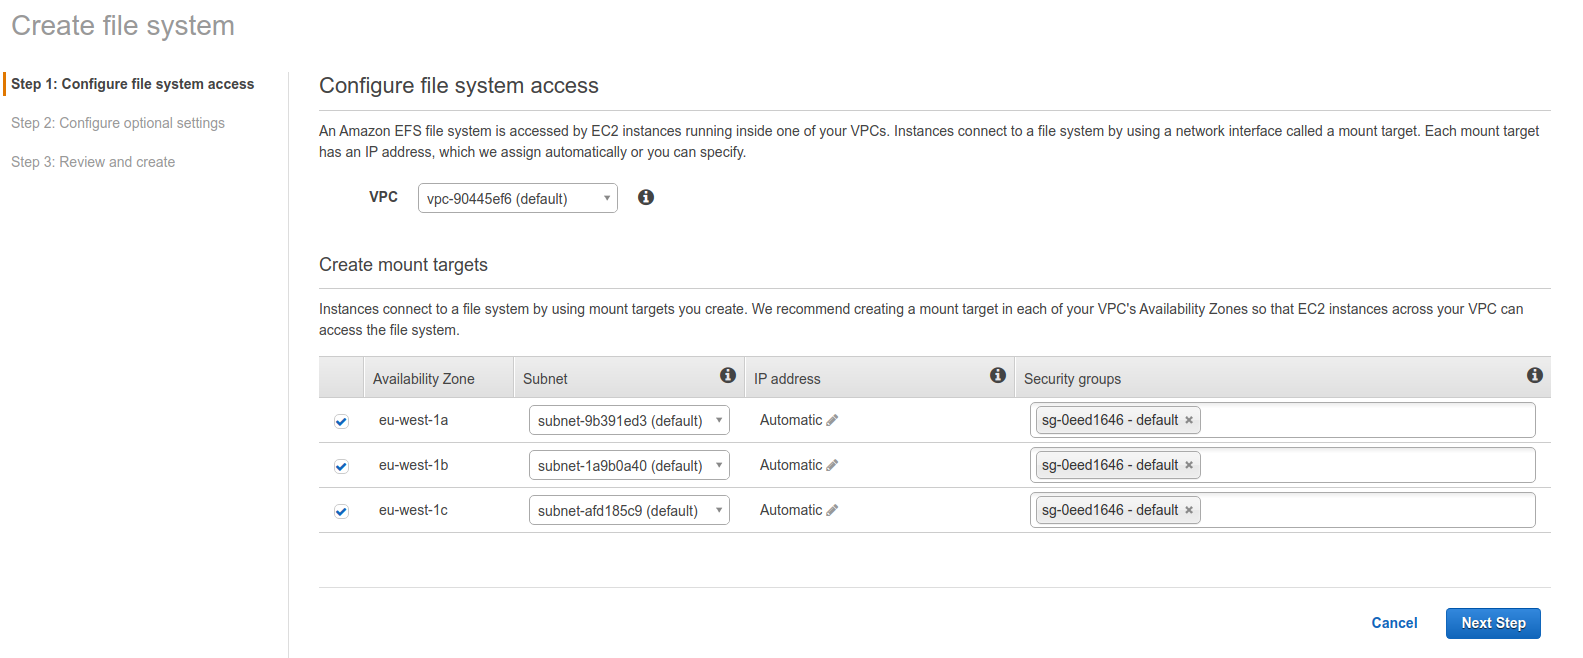 Create file system
Step 1: Configure file system access
Step 2: Configure optional settings
Step 3: Review and create
Configure file system access
An Amazon EFS file system is accessed by EC2 instances running inside one of your VPCs. Instances connect to a file system by using a network interface called a mount target. Each mount target
has an IP address, which we assign automatically or you can specify.
VPC vpc-90445ef6 (default)
Create mount targets
Instances connect to a file system by using mount targets you create. We recommend creating a mount target in each of your VPC's Availability Zones so that EC2 instances across your VPC can
access the file system.
Availability Zone Subnet IP address Security groups
eu-west-1a subnet-9b391ed3 (default) Automatic sg-0eed1646 - default
eu-west-1b subnet-1a9b0a40 (default) Automatic sg-0eed1646 - default
eu-west-1c subnet-afd185c9 (default) Automatic sg-0eed1646 - default
Cancel Next Step